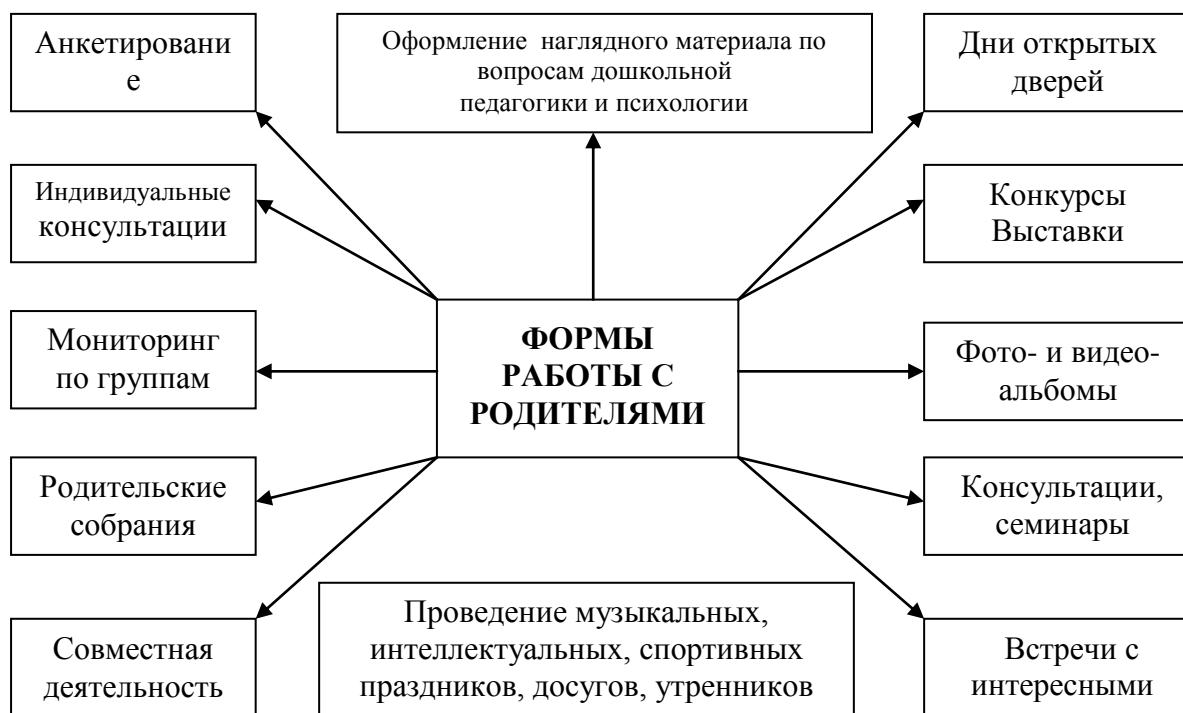 Анкетировани
е
Оформление наглядного материала по
вопросам дошкольной
педагогики и психологии
Дни открытых
дверей
Индивидуальные
консультации
Конкурсы
Выставки
Мониторинг
по группам
ФОРМЫ
РАБОТЫ С
РОДИТЕЛЯМИ
Фото- и видео-
альбомы
Родительские
собрания
Консультации,
семинары
Совместная
деятельность
Проведение музыкальных,
интеллектуальных, спортивных
праздников, досугов, утренников
Встречи с
интересными